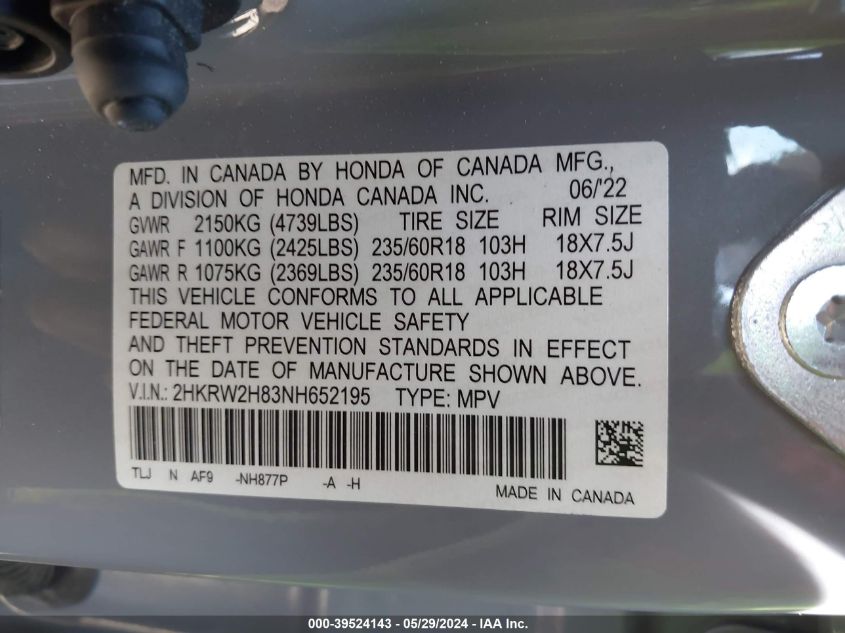 MFD. IN CANADA BY HONDA OF CANADA MFG.,
A DIVISION OF HONDA CANADA INC. 06/'22
GVWR 2150KG (4739LBS) TIRE SIZE RIM SIZE
GAWR F 1100KG (2425LBS) 235/60R18 103H 18X7.5J
GAWR R 1075KG (2369LBS) 235/60R18 103H 18X7.5J
THIS VEHICLE CONFORMS TO ALL APPLICABLE
FEDERAL MOTOR VEHICLE SAFETY
AND THEFT PREVENTION STANDARDS IN EFFECT
ON THE DATE OF MANUFACTURE SHOWN ABOVE.
V.I.N.: 2HKRW2H83NH652195 TYPE: MPV
TLJ N AF9 -NH877P -A -H
MADE IN CANADA
000-39524143 - 05/29/2024 - IAA Inc.